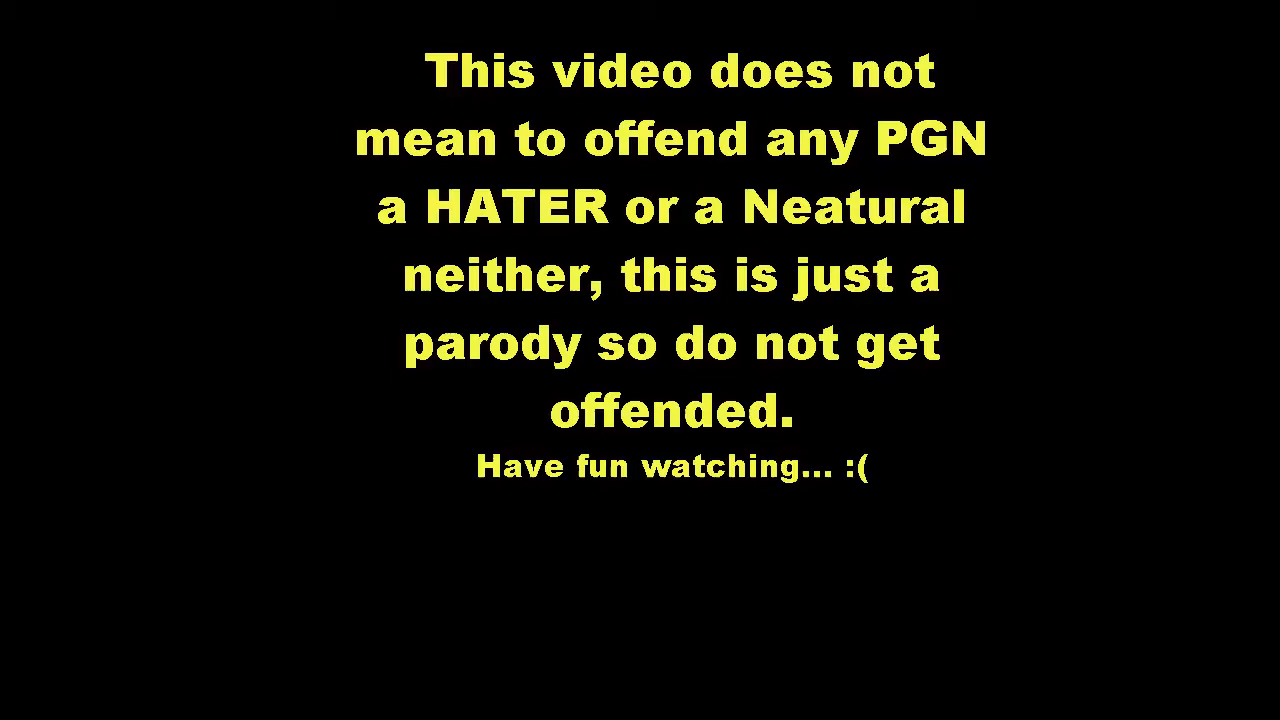 This video does not
mean to offend any PGN
a HATER or a Neatural
neither, this is just a
parody so do not get
offended.
Have fun watching... :(